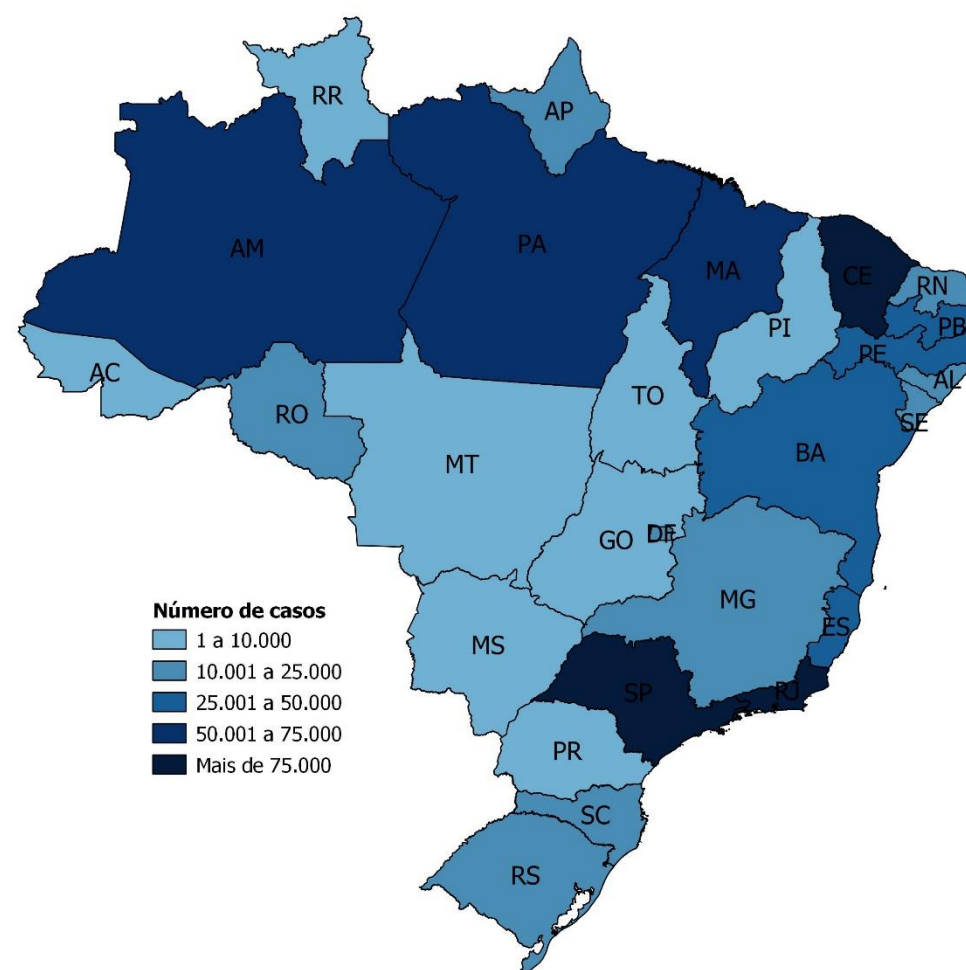 RR
AP
AM
PA
MA
CE
RN
PB
PI
PE
AC
AL
TO
RO
SE
BA
MT
GO
DF
MG
Número de casos
1 a 10.000
10.001 a 25.000
25.001 a 50.000
50.001 a 75.000
Mais de 75.000
ES
MS
SP
RJ
PR
SC
RS